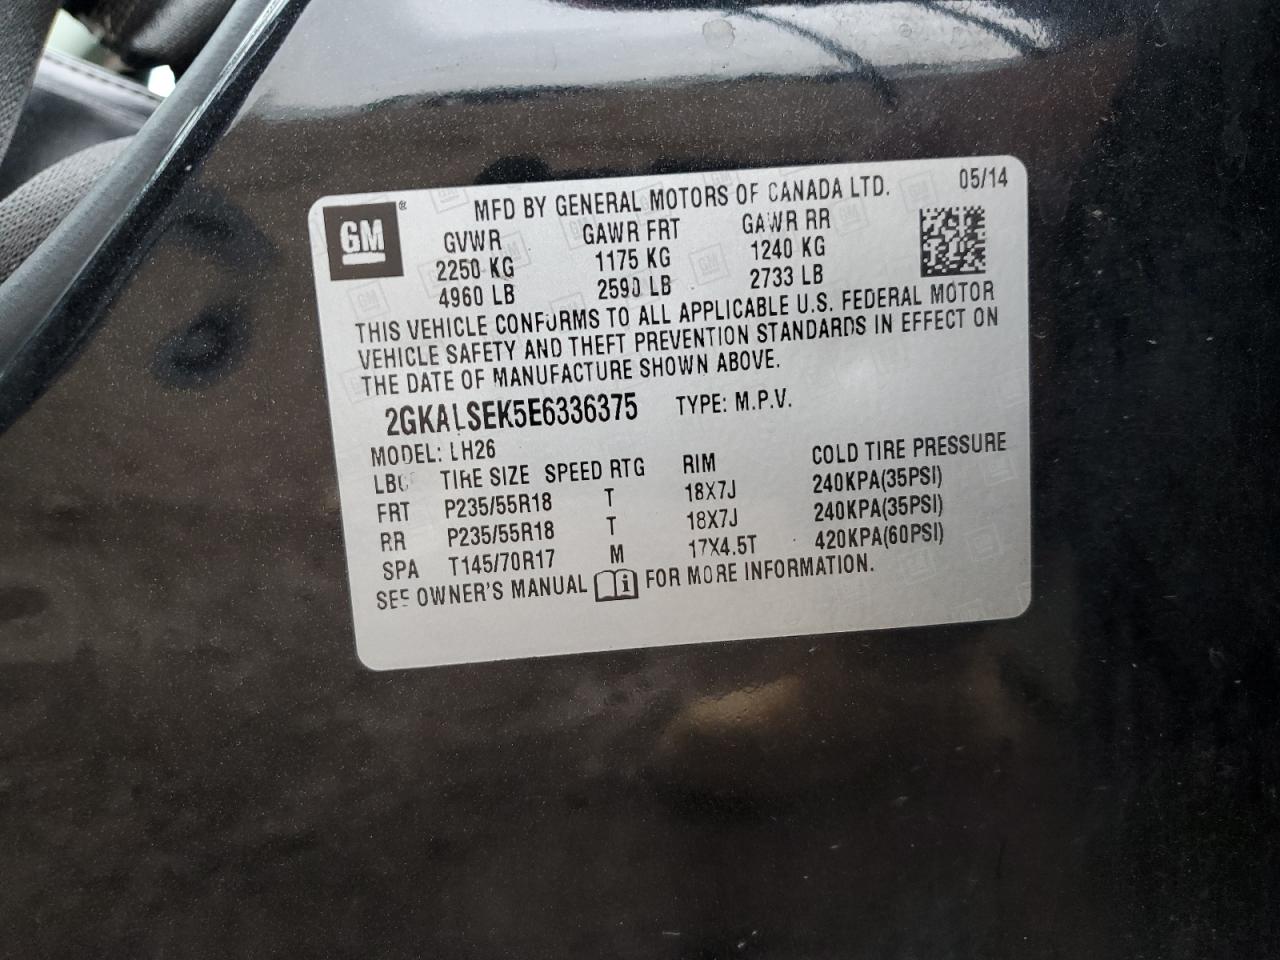 GM ® MFD BY GENERAL MOTORS OF CANADA LTD. 05/14
GVWR GAWR FRT GAWR RR
2250 KG 1175 KG 1240 KG
4960 LB 2590 LB 2733 LB
THIS VEHICLE CONFORMS TO ALL APPLICABLE U.S. FEDERAL MOTOR
VEHICLE SAFETY AND THEFT PREVENTION STANDARDS IN EFFECT ON
THE DATE OF MANUFACTURE SHOWN ABOVE.
2GKALSEK5E6336375 TYPE: M.P.V.
MODEL: LH26
TIRE SIZE SPEED RTG RIM COLD TIRE PRESSURE
FRT P235/55R18 T 18X7J 240KPA(35PSI)
RR P235/55R18 T 18X7J 240KPA(35PSI)
SPA T145/70R17 M 17X4.5T 420KPA(60PSI)
SEE OWNER'S MANUAL FOR MORE INFORMATION.